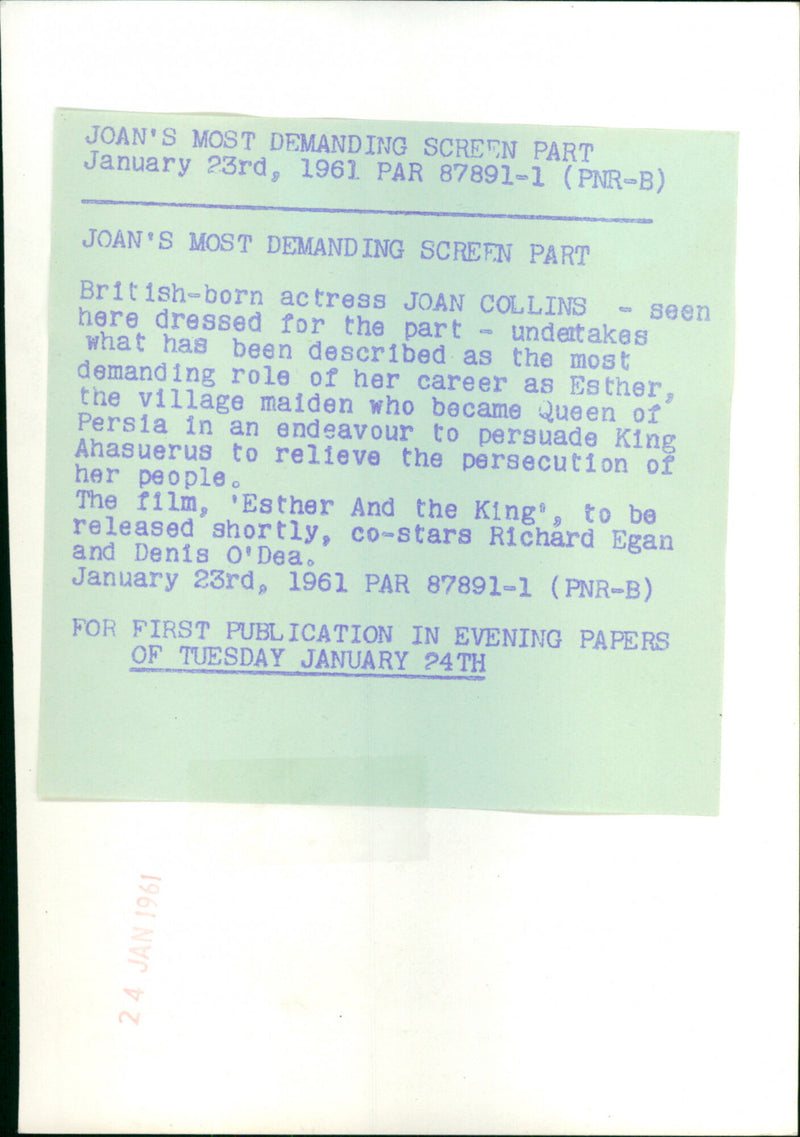 JOAN'S MOST DEMANDING SCREEN PART
January 23rd, 1961 PAR 87891-1 (PNR-B)
JOAN'S MOST DEMANDING SCREEN PART
British-born actress JOAN COLLINS - seen
here dressed for the part - undettakes
what has been described as the most
demanding role of her career as Esther,
the village maiden who became Queen of
Persia in an endeavour to persuade King
Ahasuerus to relieve the persecution of
her people.
The film, 'Esther And the King', to be
released shortly, co-stars Richard Egan
and Denis O'Dea.
January 23rd, 1961 PAR 87891-1 (PNR-B)
FOR FIRST PUBLICATION IN EVENING PAPERS
OF TUESDAY JANUARY 24TH
24 JAN 1961